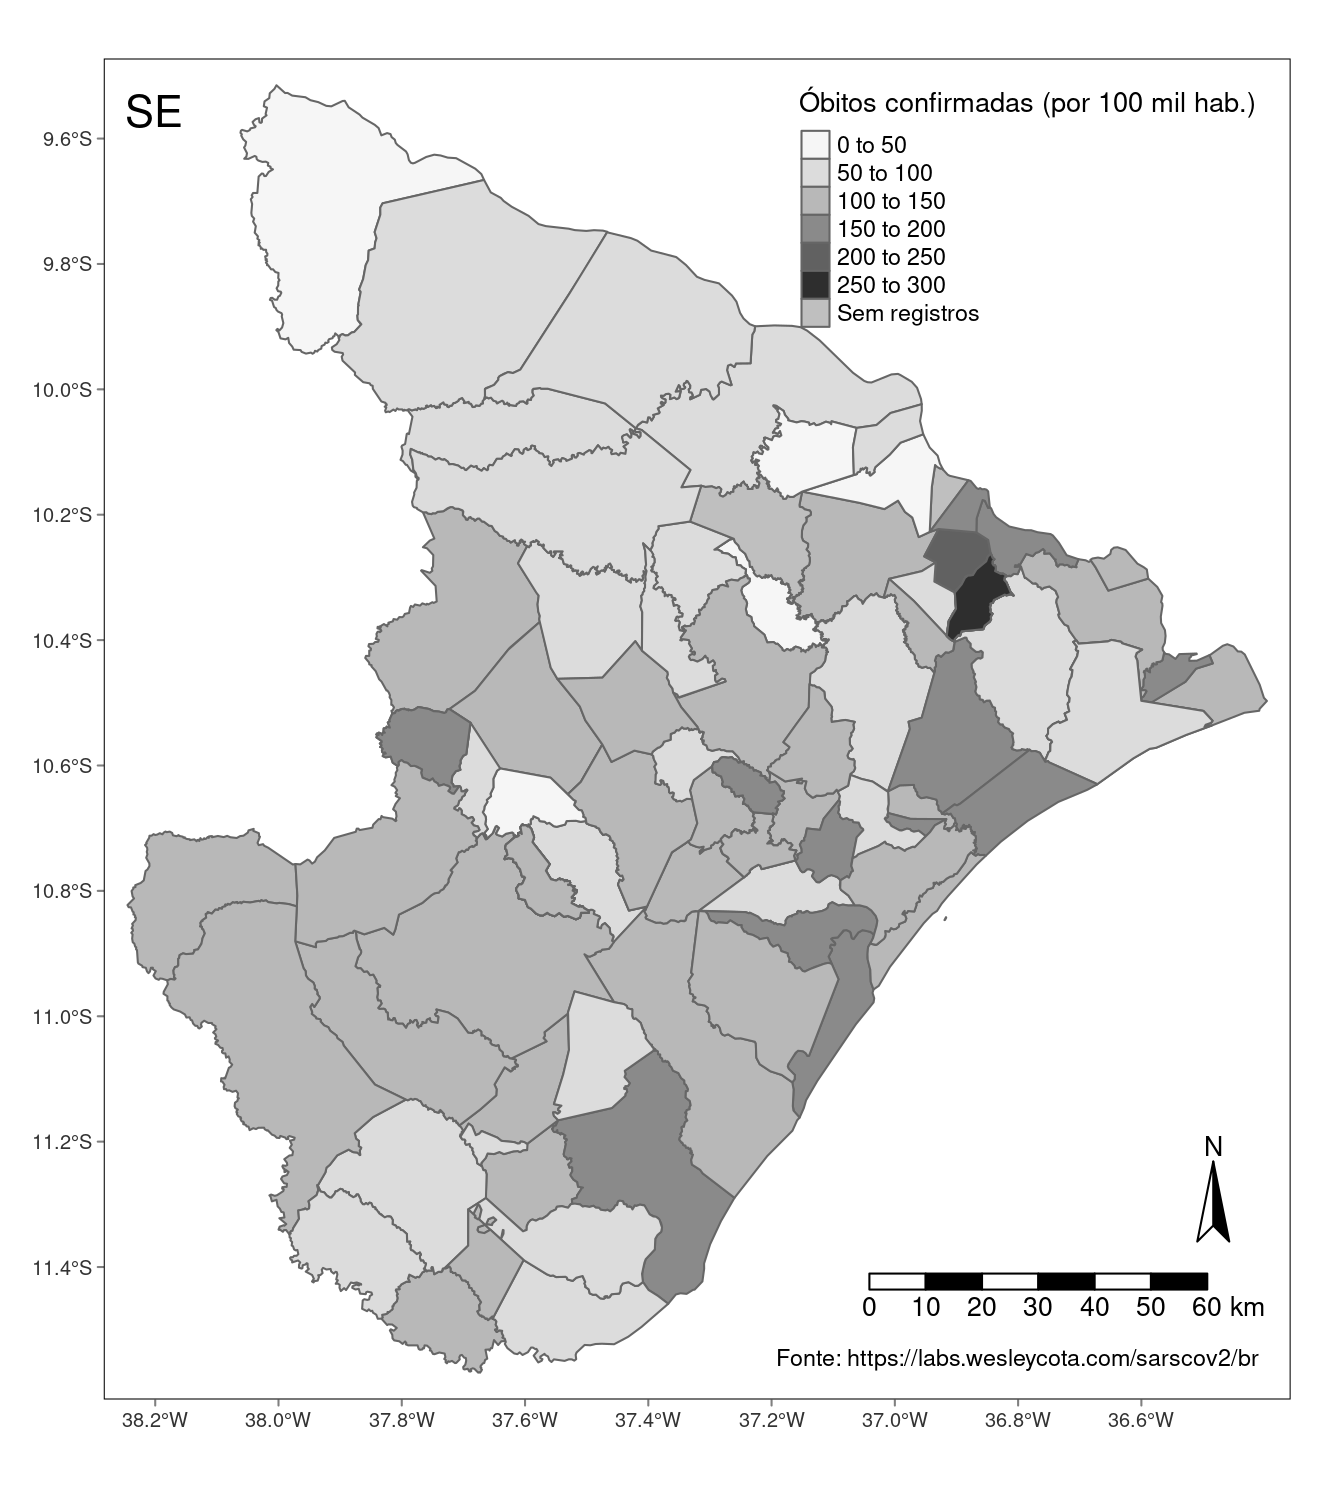 SE
Óbitos confirmadas (por 100 mil hab.)
0 to 50
50 to 100
100 to 150
150 to 200
200 to 250
250 to 300
Sem registros
9.6°S
9.8°S
10.0°S
10.2°S
10.4°S
10.6°S
10.8°S
11.0°S
11.2°S
11.4°S
N
0 10 20 30 40 50 60 km
Fonte: https://labs.wesleycota.com/sarscov2/br
38.2°W 38.0°W 37.8°W 37.6°W 37.4°W 37.2°W 37.0°W 36.8°W 36.6°W